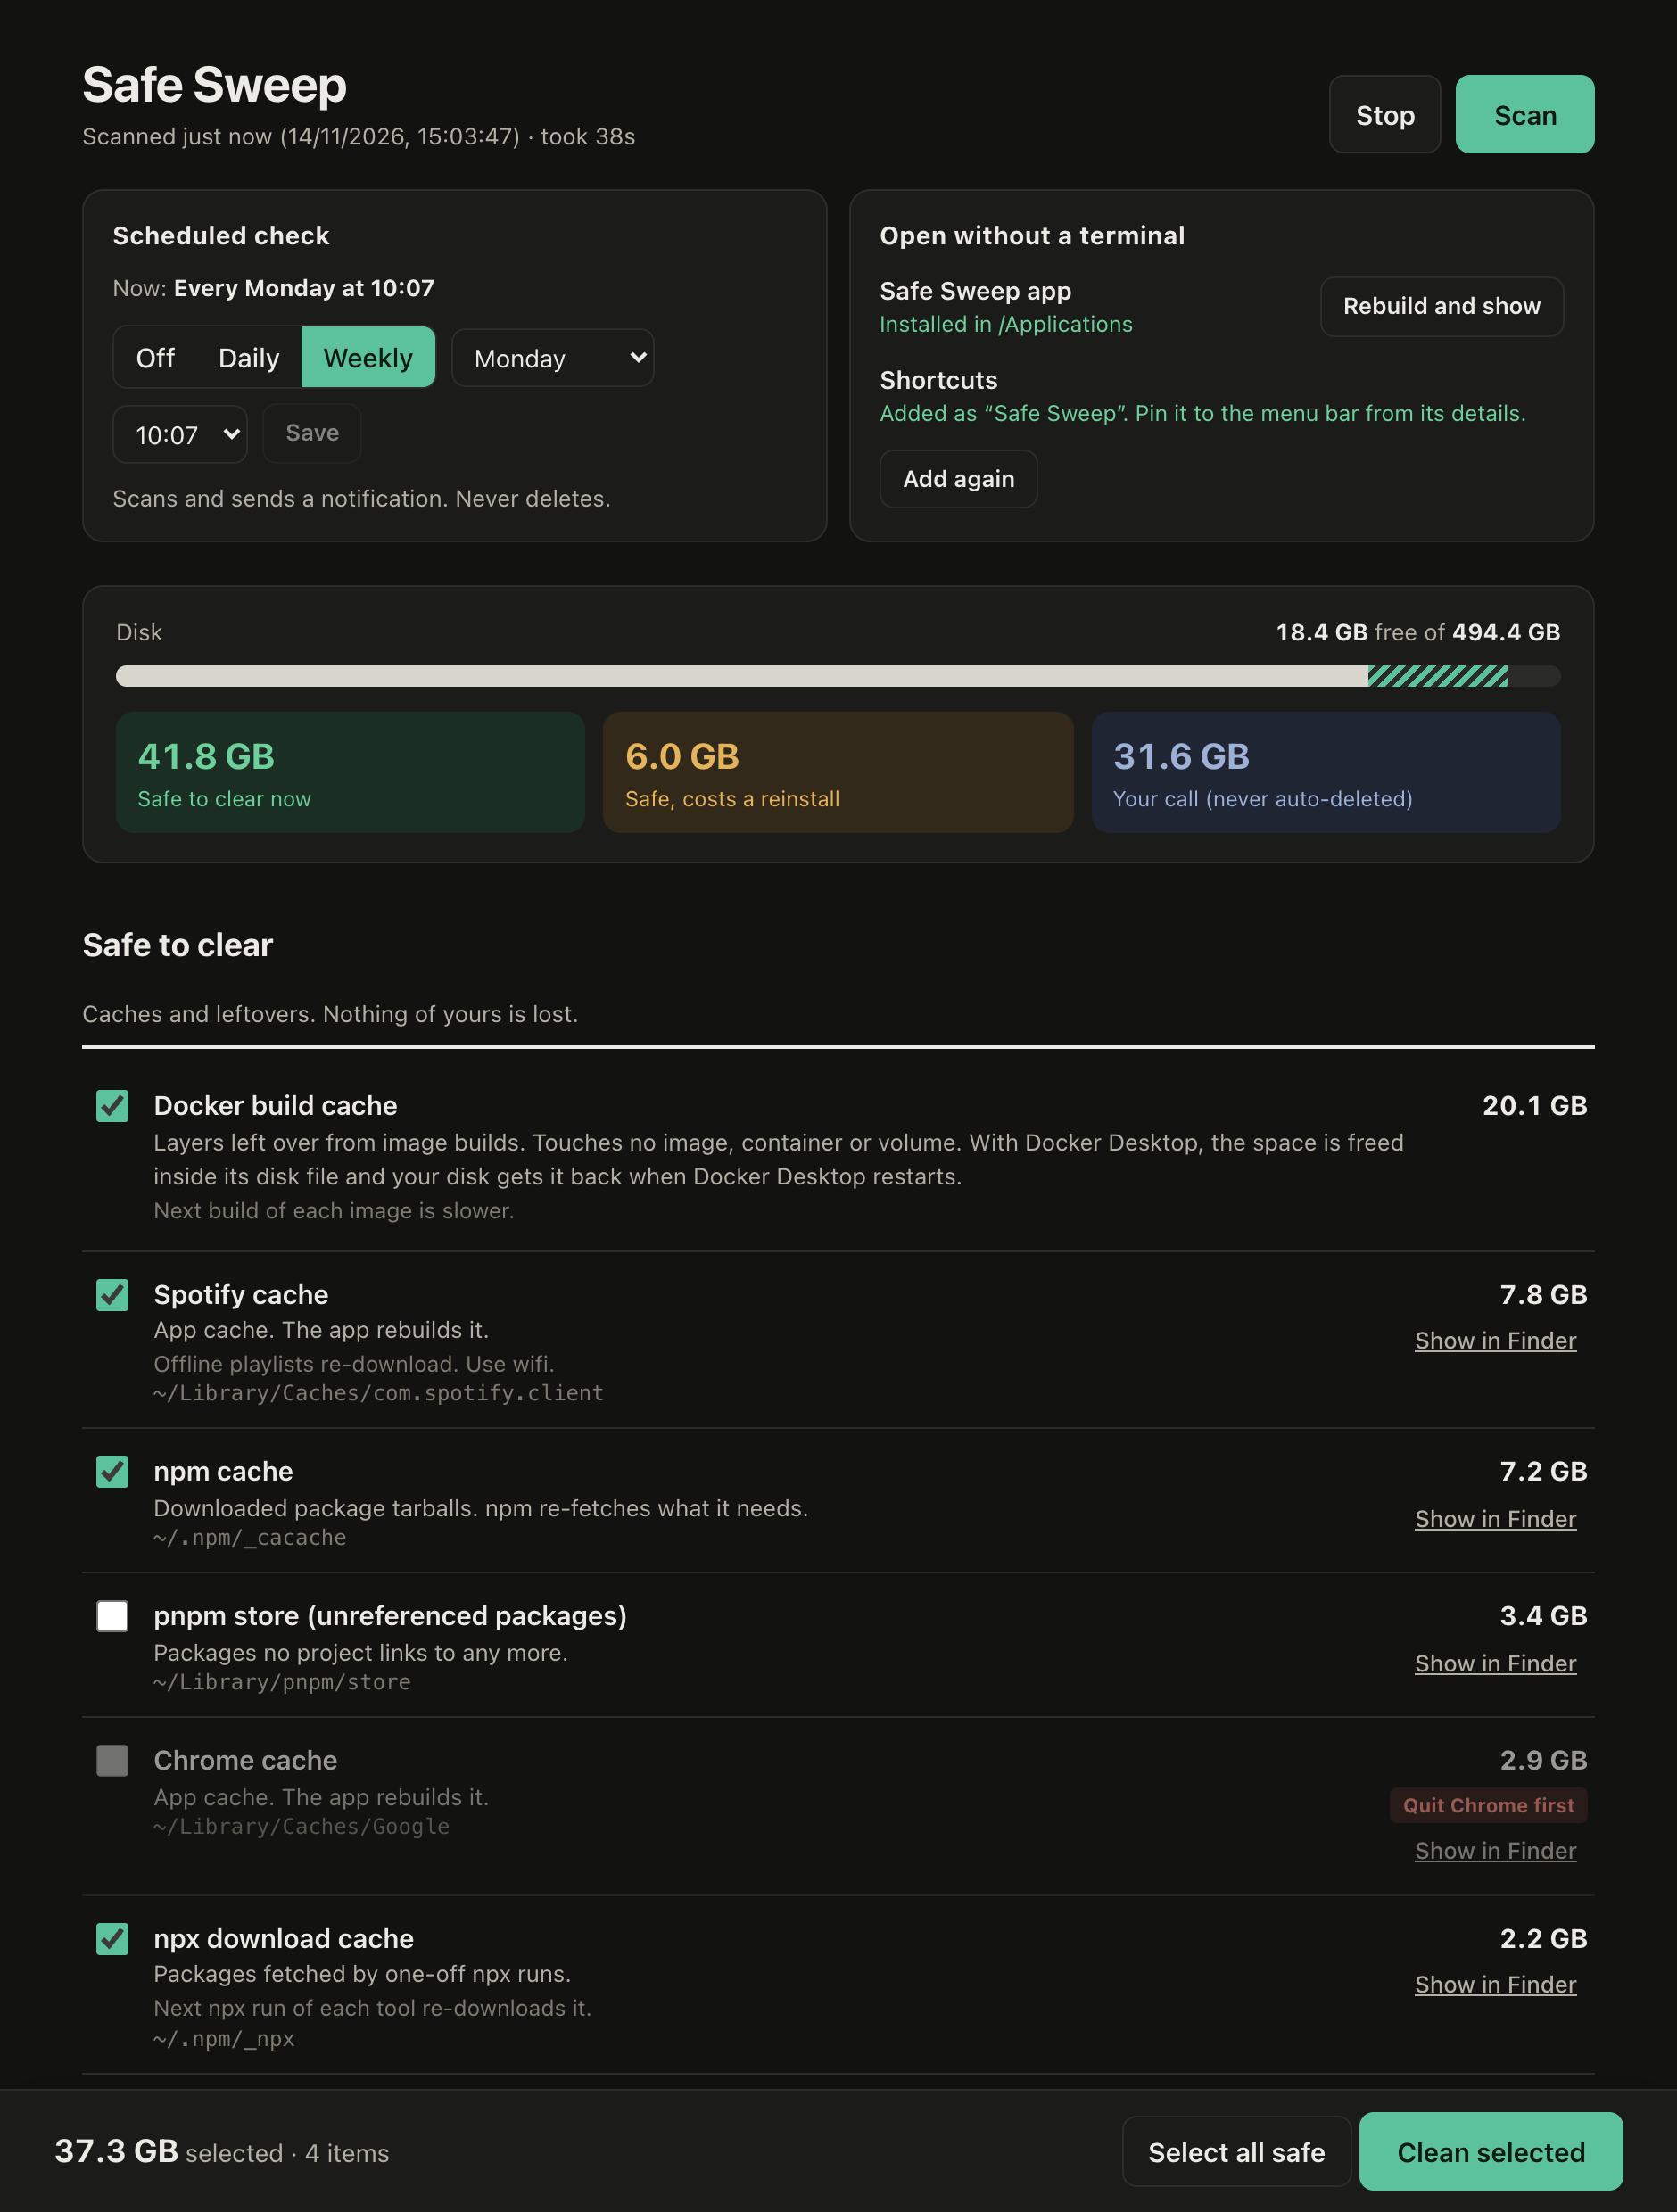 Safe Sweep
Scanned just now (14/11/2026, 15:03:47) · took 38s
Stop
Scan
Scheduled check
Now: Every Monday at 10:07
Off
Daily
Weekly
Monday
10:07
Save
Scans and sends a notification. Never deletes.
Open without a terminal
Safe Sweep app
Installed in /Applications
Rebuild and show
Shortcuts
Added as “Safe Sweep”. Pin it to the menu bar from its details.
Add again
Disk
18.4 GB free of 494.4 GB
41.8 GB
Safe to clear now
6.0 GB
Safe, costs a reinstall
31.6 GB
Your call (never auto-deleted)
Safe to clear
Caches and leftovers. Nothing of yours is lost.
Docker build cache
20.1 GB
Layers left over from image builds. Touches no image, container or volume. With Docker Desktop, the space is freed
inside its disk file and your disk gets it back when Docker Desktop restarts.
Next build of each image is slower.
Spotify cache
7.8 GB
App cache. The app rebuilds it.
Show in Finder
Offline playlists re-download. Use wifi.
~/Library/Caches/com.spotify.client
npm cache
7.2 GB
Downloaded package tarballs. npm re-fetches what it needs.
Show in Finder
~/.npm/_cacache
pnpm store (unreferenced packages)
3.4 GB
Packages no project links to any more.
Show in Finder
~/Library/pnpm/store
Chrome cache
2.9 GB
App cache. The app rebuilds it.
Quit Chrome first
~/Library/Caches/Google
Show in Finder
npx download cache
2.2 GB
Packages fetched by one-off npx runs.
Show in Finder
Next npx run of each tool re-downloads it.
~/.npm/_npx
37.3 GB selected · 4 items
Select all safe
Clean selected